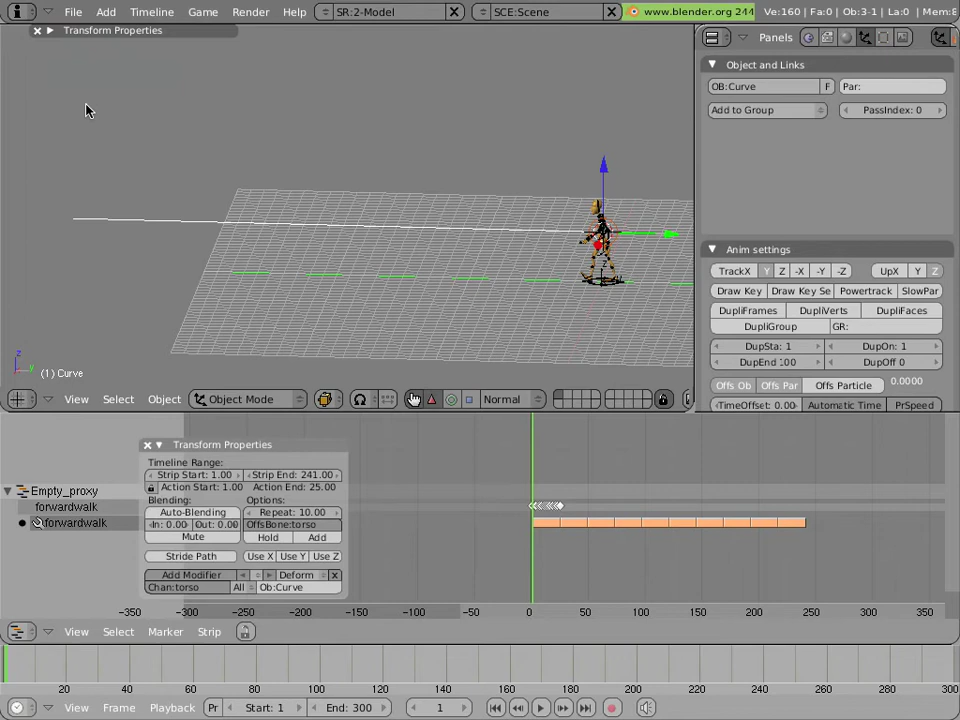 File Add Timeline Game Render Help SR:2-Model SCE:Scene www.blender.org 244 Ve:160 | Fa:0 | Ob:3-1 | La:0 | Mem:8
Transform Properties
Panels
Object and Links
OB:Curve F Par:
Add to Group PassIndex: 0
Anim settings
TrackX Y Z -X -Y -Z UpX Y Z
Draw Key Draw Key Se Powertrack SlowPar
DupliFrames DupliVerts DupliFaces
DupliGroup GR:
DupSta: 1 DupOn: 1
DupEnd 100 DupOff 0
Offs Ob Offs Par Offs Particle 0.0000
TimeOffset: 0.00 Automatic Time PrSpeed
z
y
(1) Curve
View Select Object Object Mode Normal
Transform Properties
Timeline Range:
Strip Start: 1.00 Strip End: 241.00
Action Start: 1.00 Action End: 25.00
Blending: Options:
Auto-Blending Repeat: 10.00
In: 0.00 Out: 0.00 OffsBone:torso
Mute Hold Add
Stride Path Use X Use Y Use Z
Add Modifier Deform x
Chan:torso All Ob:Curve
Empty_proxy
forwardwalk
forwardwalk
-350 -300 -250 -200 -150 -100 -50 0 50 100 150 200 250 300 350
View Select Marker Strip
20 40 60 80 100 120 140 160 180 200 220 240 260 280 300
View Frame Playback Pr Start: 1 End: 300 1